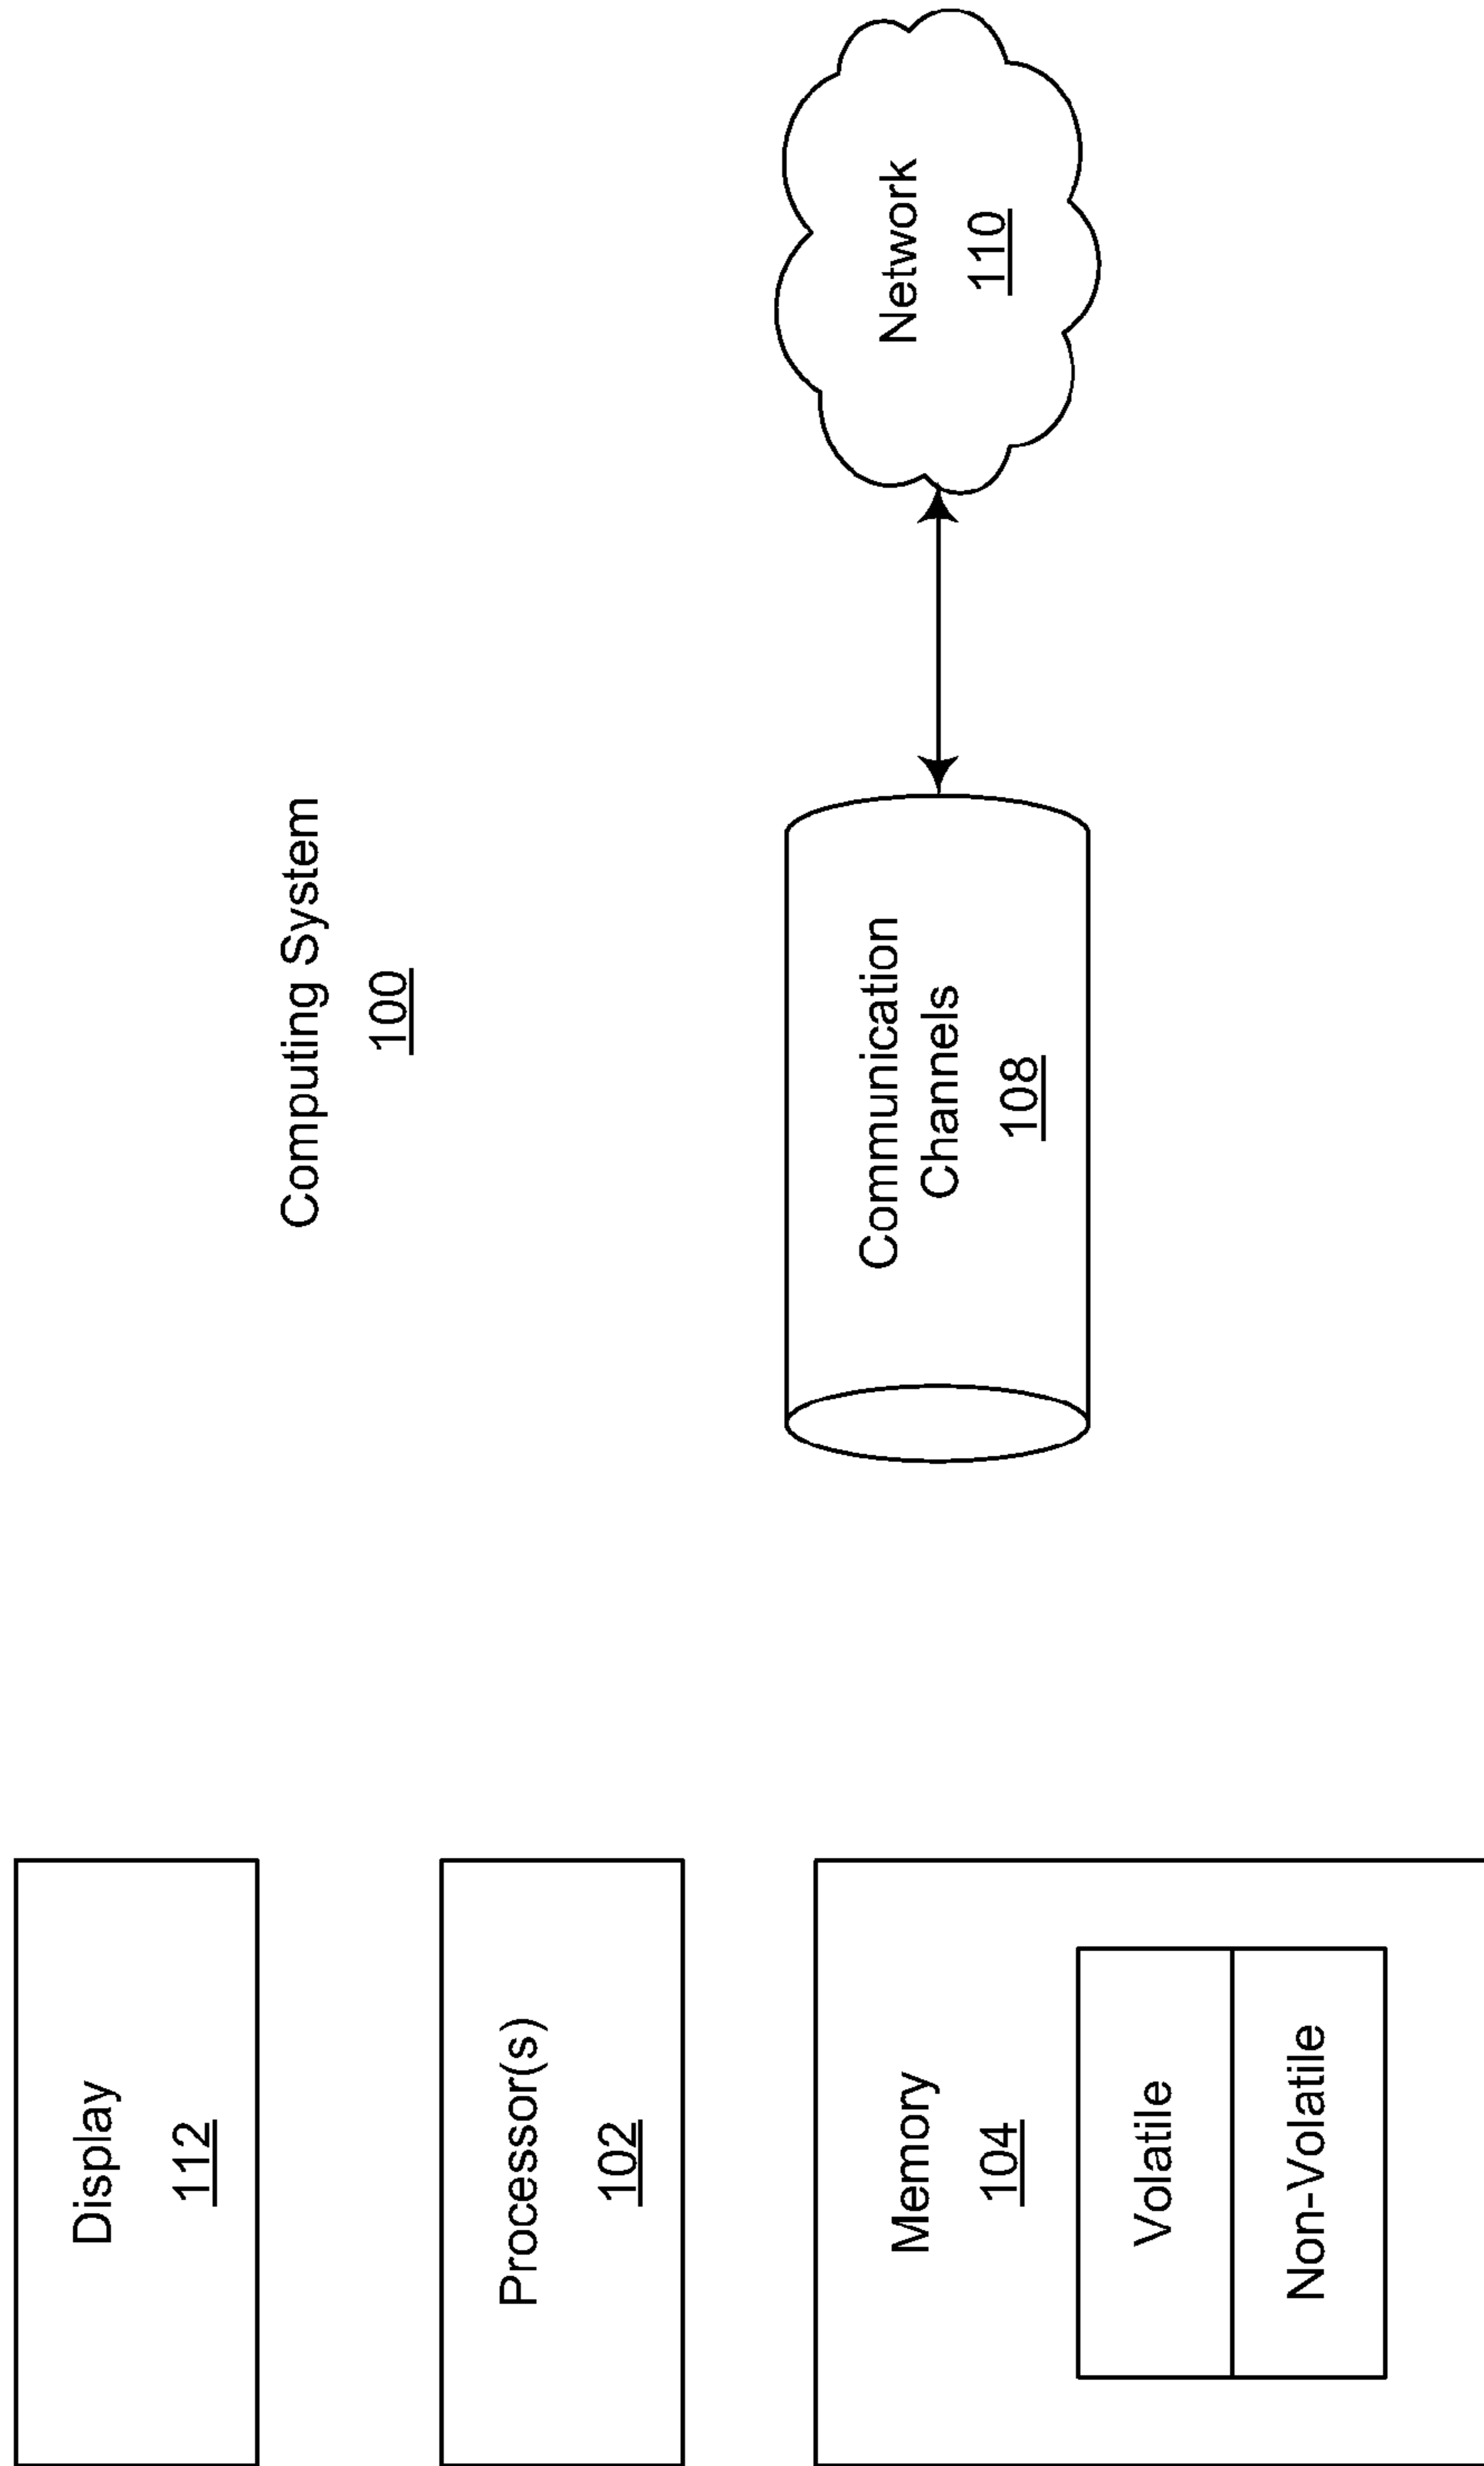 Computing System
100
Display
112
Processor(s)
102
Memory
104
Volatile
Non-Volatile
Communication
Channels
108
Network
110